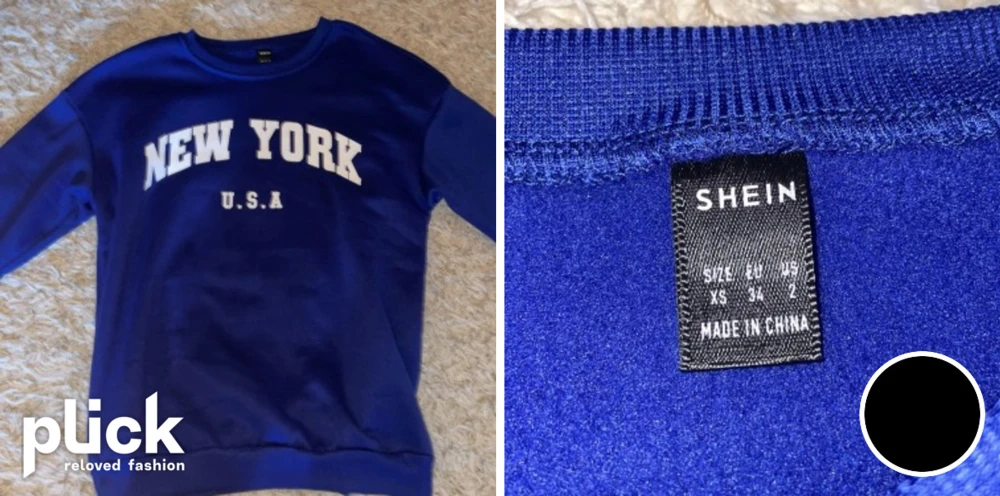 NEW YORK
U.S.A
plick
reloved fashion
SHEIN
SIZE EU US
XS 34 2
MADE IN CHINA